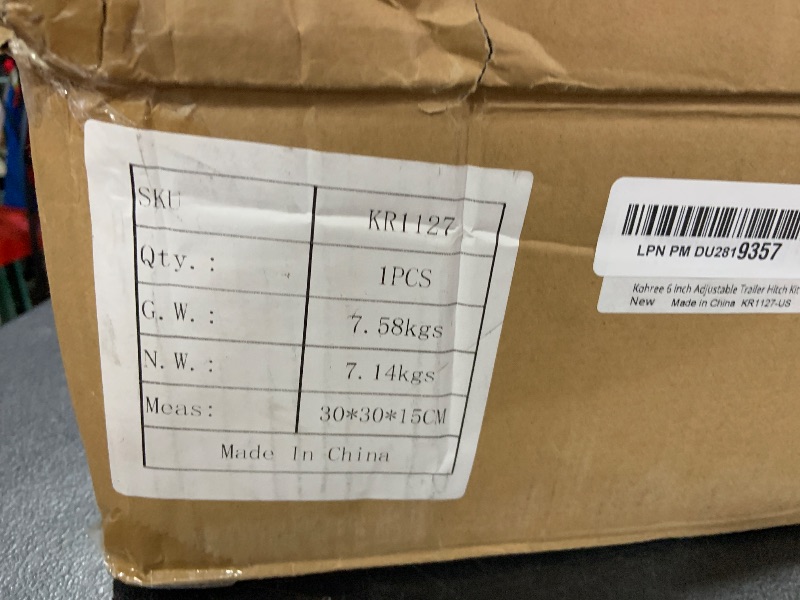 SKU KR1127
Qty.: 1PCS
G.W.: 7.58kgs
N.W.: 7.14kgs
Meas: 30*30*15CM
Made In China
LPN PM DU2819357
Kohree 6 inch Adjustable Trailer Hitch Kit
New Made in China KR1127-US